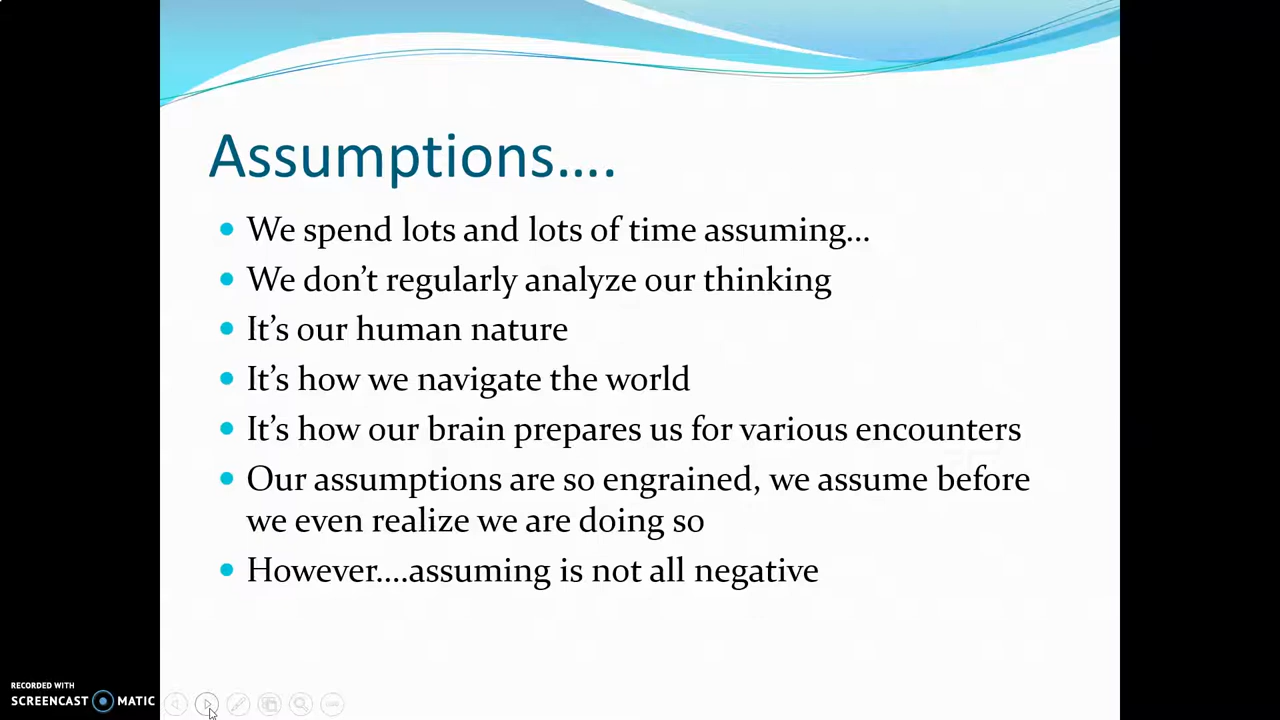 Assumptions....
• We spend lots and lots of time assuming...
• We don't regularly analyze our thinking
• It's our human nature
• It's how we navigate the world
• It's how our brain prepares us for various encounters
• Our assumptions are so engrained, we assume before
we even realize we are doing so
• However....assuming is not all negative
RECORDED WITH
SCREENCAST MATIC